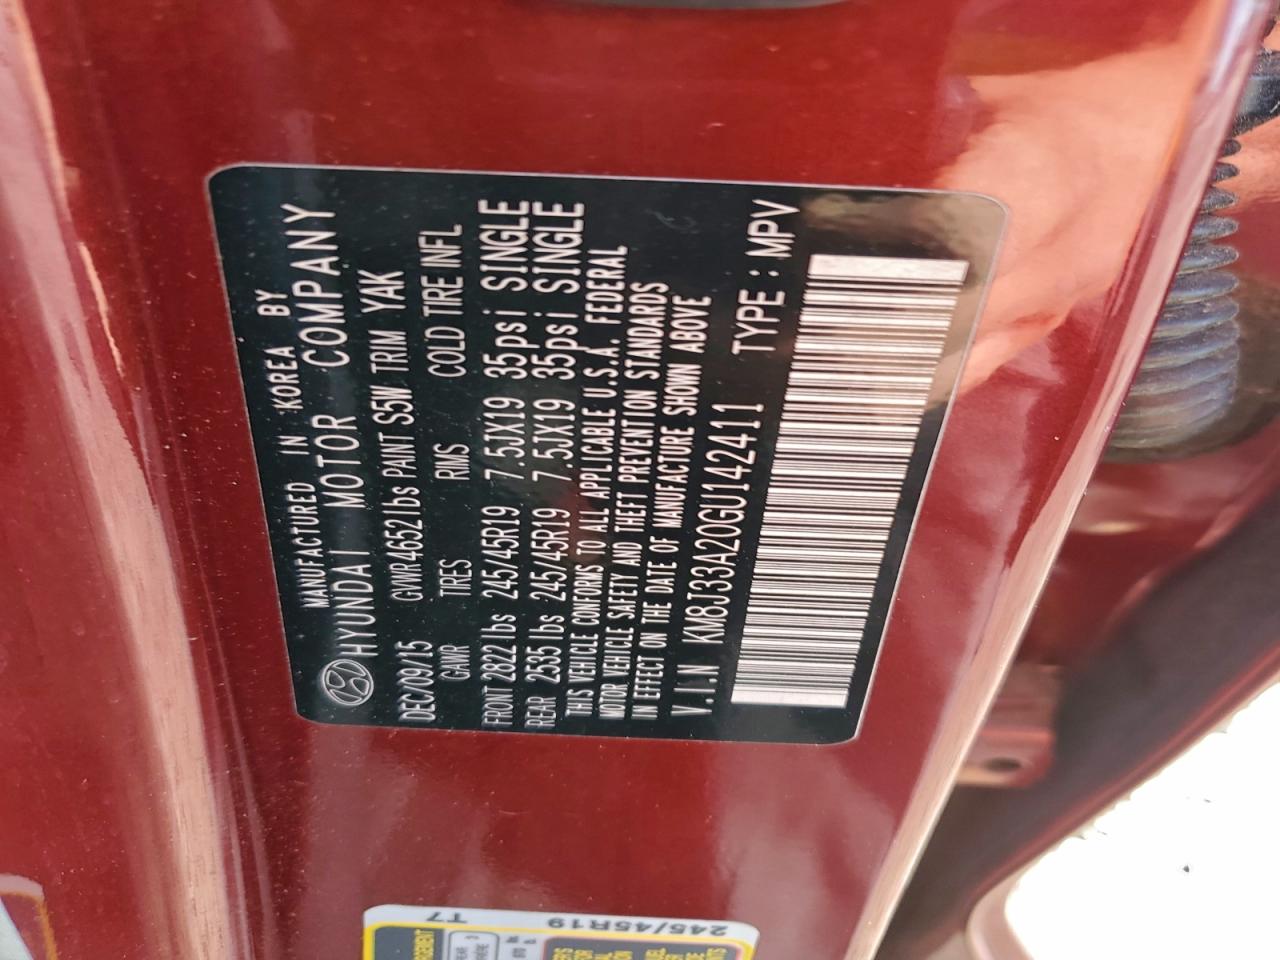 MANUFACTURED IN KOREA BY
HYUNDAI MOTOR COMPANY
DEC/09/15 GVWR4652lbs PAINT S5W TRIM YAK
GAWR TIRES RIMS COLD TIRE INFL
FRONT 2822lbs 245/45R19 7.5JX19 35psi SINGLE
REAR 2535lbs 245/45R19 7.5JX19 35psi SINGLE
THIS VEHICLE CONFORMS TO ALL APPLICABLE U.S.A. FEDERAL
MOTOR VEHICLE SAFETY AND THEFT PREVENTION STANDARDS
IN EFFECT ON THE DATE OF MANUFACTURE SHOWN ABOVE
V.I.N KM8J33A20GU142411 TYPE : MPV
T7
245/45R19